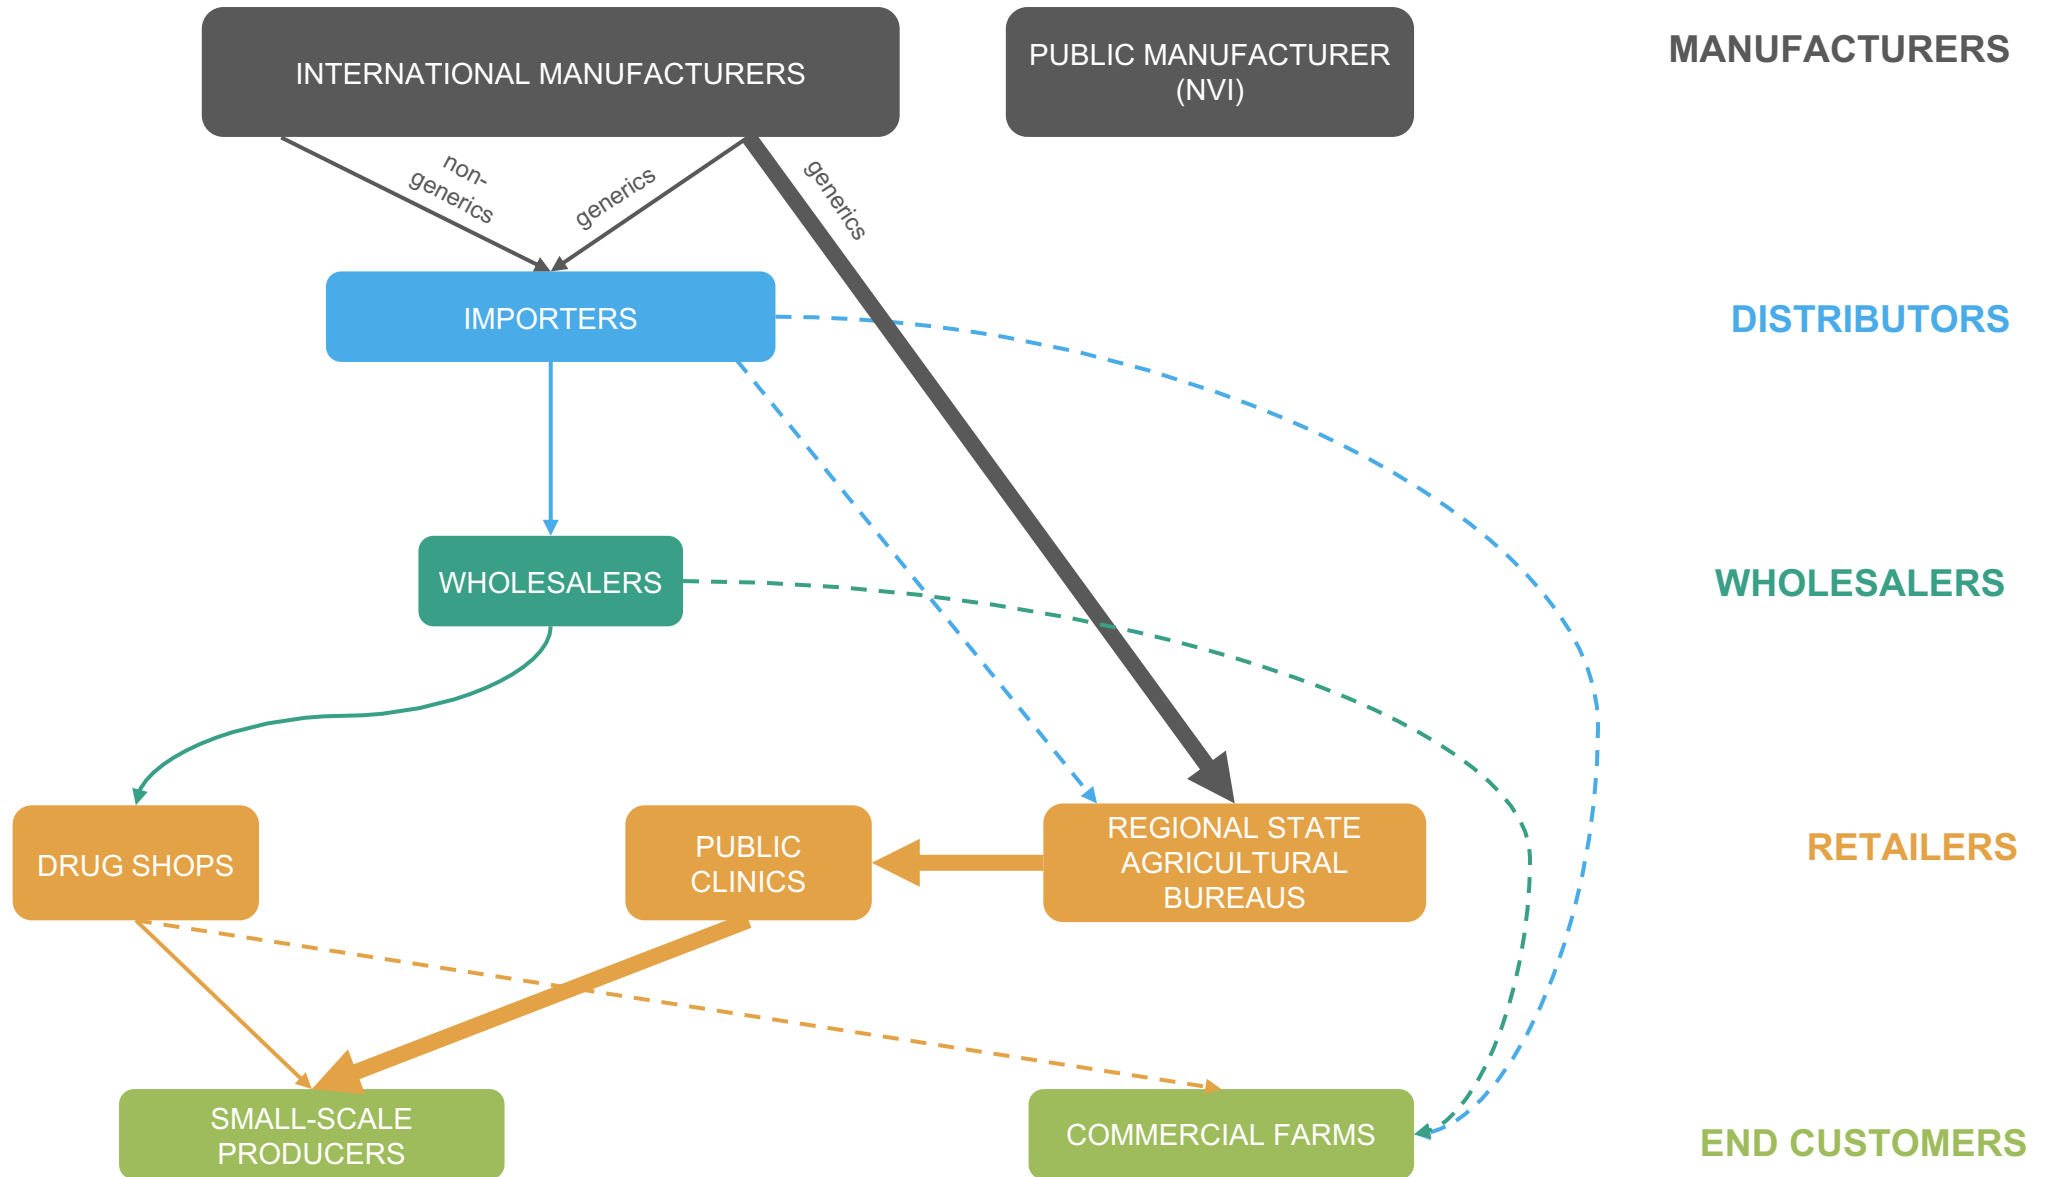 INTERNATIONAL MANUFACTURERS
PUBLIC MANUFACTURER
(NVI)
MANUFACTURERS
non-
generics
generics
generics
IMPORTERS
DISTRIBUTORS
WHOLESALERS
WHOLESALERS
DRUG SHOPS
PUBLIC
CLINICS
REGIONAL STATE
AGRICULTURAL
BUREAUS
RETAILERS
SMALL-SCALE
PRODUCERS
COMMERCIAL FARMS
END CUSTOMERS